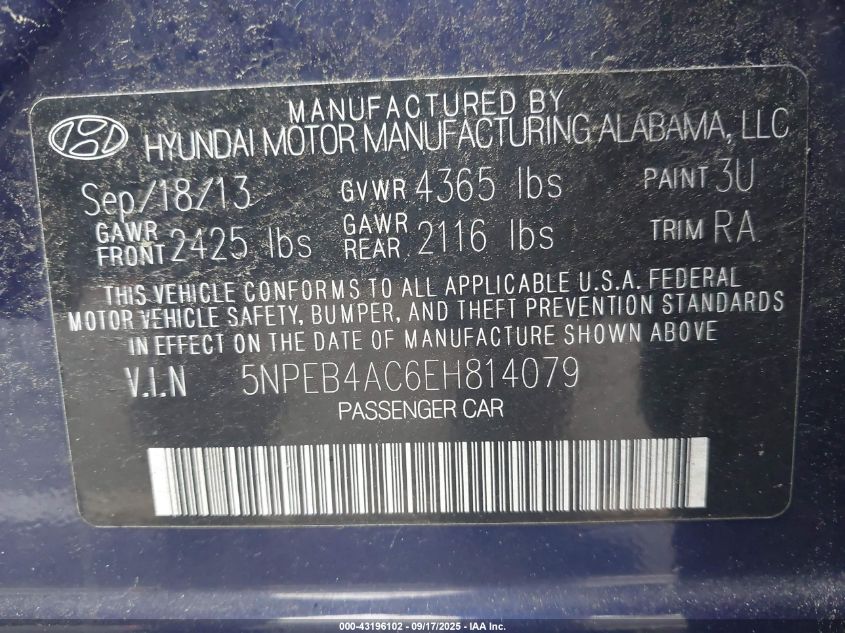 MANUFACTURED BY
HYUNDAI MOTOR MANUFACTURING ALABAMA, LLC
Sep/18/13 GVWR 4365 lbs PAINT 3U
GAWR FRONT 2425 lbs GAWR REAR 2116 lbs TRIM RA
THIS VEHICLE CONFORMS TO ALL APPLICABLE U.S.A. FEDERAL
MOTOR VEHICLE SAFETY, BUMPER, AND THEFT PREVENTION STANDARDS
IN EFFECT ON THE DATE OF MANUFACTURE SHOWN ABOVE
V.I.N 5NPEB4AC6EH814079
PASSENGER CAR
000-43196102 - 09/17/2025 - IAA Inc.